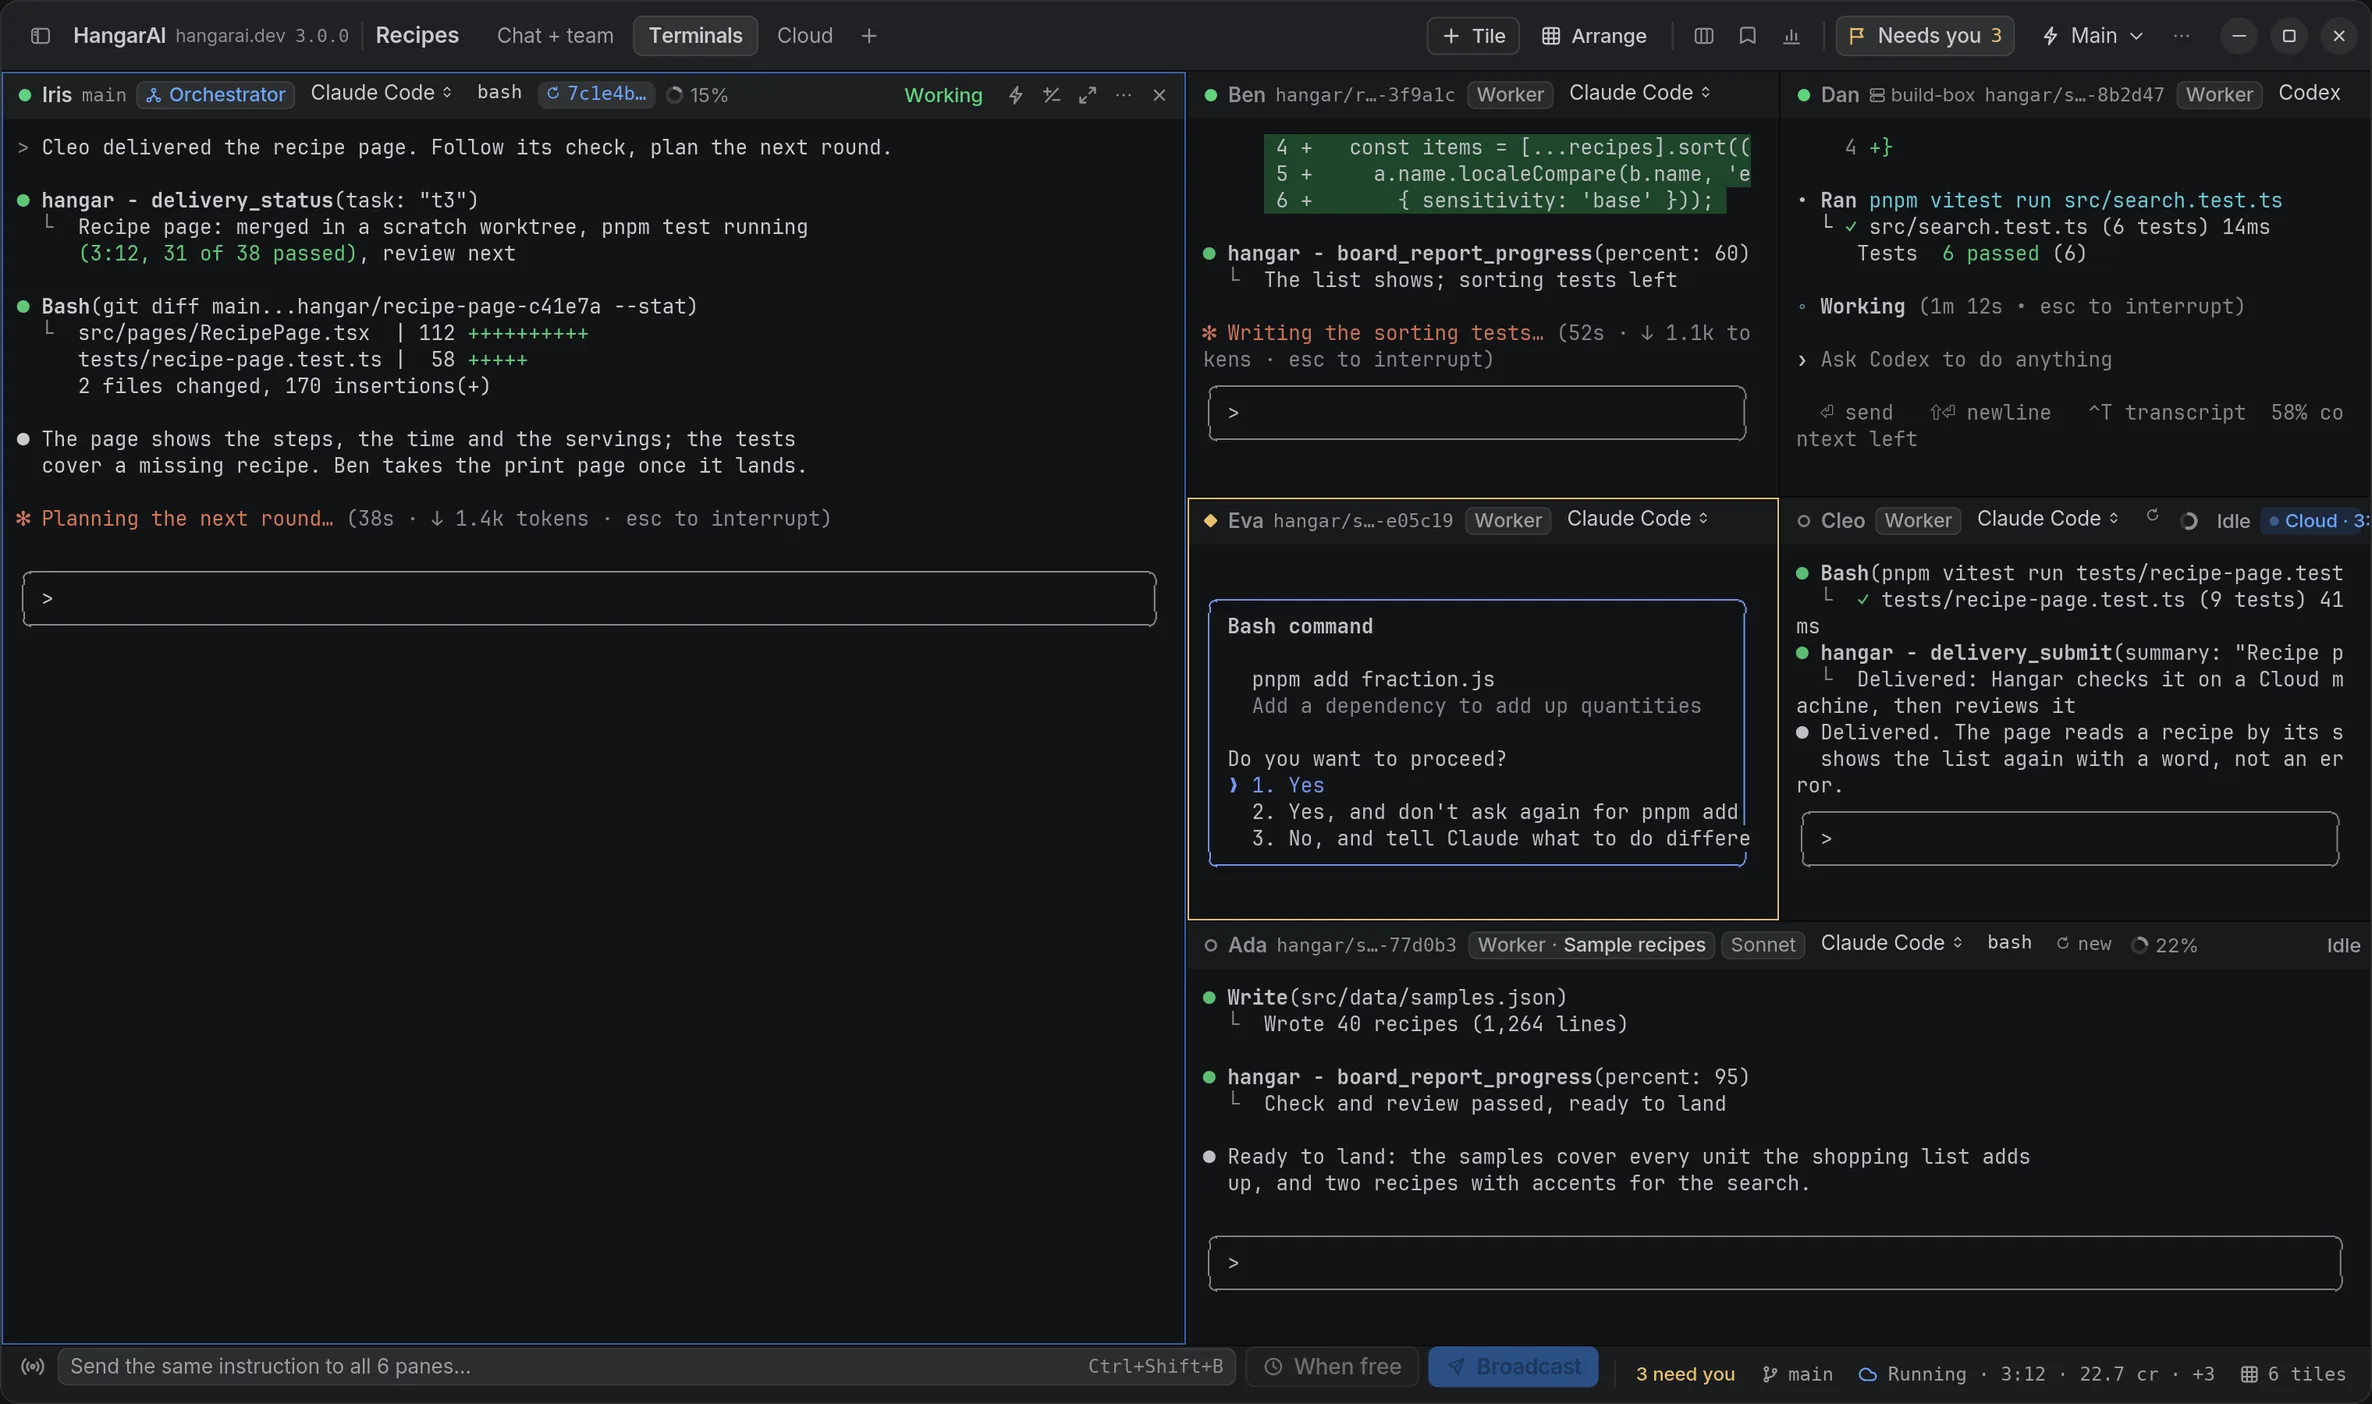 HangarAI hangarai.dev 3.0.0 Recipes Chat + team Terminals Cloud + Tile Arrange Needs you 3 Main ···
Iris main Orchestrator Claude Code bash 7c1e4b… 15% Working ···
> Cleo delivered the recipe page. Follow its check, plan the next round.
hangar - delivery_status(task: "t3")
Recipe page: merged in a scratch worktree, pnpm test running
(3:12, 31 of 38 passed), review next
Bash(git diff main...hangar/recipe-page-c41e7a --stat)
src/pages/RecipePage.tsx | 112 ++++++++++
tests/recipe-page.test.ts | 58 +++++
2 files changed, 170 insertions(+)
The page shows the steps, the time and the servings; the tests
cover a missing recipe. Ben takes the print page once it lands.
✻ Planning the next round… (38s · ↓ 1.4k tokens · esc to interrupt)
>
Ben hangar/r…-3f9a1c Worker Claude Code
4 + const items = [...recipes].sort((
5 + a.name.localeCompare(b.name, 'e
6 + { sensitivity: 'base' }));
hangar - board_report_progress(percent: 60)
The list shows; sorting tests left
✻ Writing the sorting tests… (52s · ↓ 1.1k to
kens · esc to interrupt)
>
Dan build-box hangar/s…-8b2d47 Worker Codex
4 +}
• Ran pnpm vitest run src/search.test.ts
✓ src/search.test.ts (6 tests) 14ms
Tests 6 passed (6)
◦ Working (1m 12s • esc to interrupt)
› Ask Codex to do anything
⏎ send ⇧⏎ newline ^T transcript 58% co
ntext left
Eva hangar/s…-e05c19 Worker Claude Code
Bash command
pnpm add fraction.js
Add a dependency to add up quantities
Do you want to proceed?
❯ 1. Yes
2. Yes, and don't ask again for pnpm add
3. No, and tell Claude what to do differe
Cleo Worker Claude Code Idle Cloud · 3:
Bash(pnpm vitest run tests/recipe-page.test
✓ tests/recipe-page.test.ts (9 tests) 41
ms
hangar - delivery_submit(summary: "Recipe p
Delivered: Hangar checks it on a Cloud m
achine, then reviews it
Delivered. The page reads a recipe by its s
shows the list again with a word, not an er
ror.
>
Ada hangar/s…-77d0b3 Worker · Sample recipes Sonnet Claude Code bash new 22% Idle
Write(src/data/samples.json)
Wrote 40 recipes (1,264 lines)
hangar - board_report_progress(percent: 95)
Check and review passed, ready to land
Ready to land: the samples cover every unit the shopping list adds
up, and two recipes with accents for the search.
>
Send the same instruction to all 6 panes... Ctrl+Shift+B When free Broadcast 3 need you main Running · 3:12 · 22.7 cr · +3 6 tiles